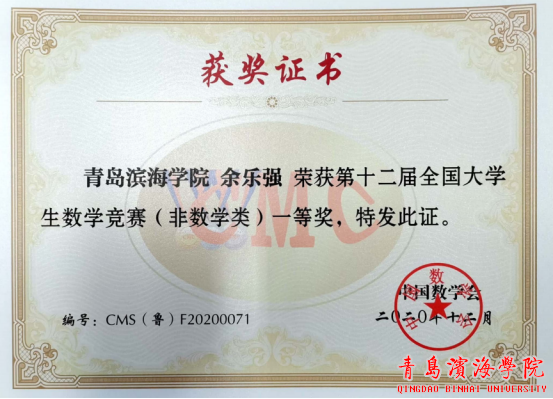 获奖证书
青岛滨海学院 余乐强 荣获第十二届全国大学
生数学竞赛（非数学类）一等奖，特发此证。
CMC
中国数学会
编号：CMS（鲁）F20200071
二〇二〇年十二月
青島濱海学院
QINGDAO BINHAI UNIVERSITY